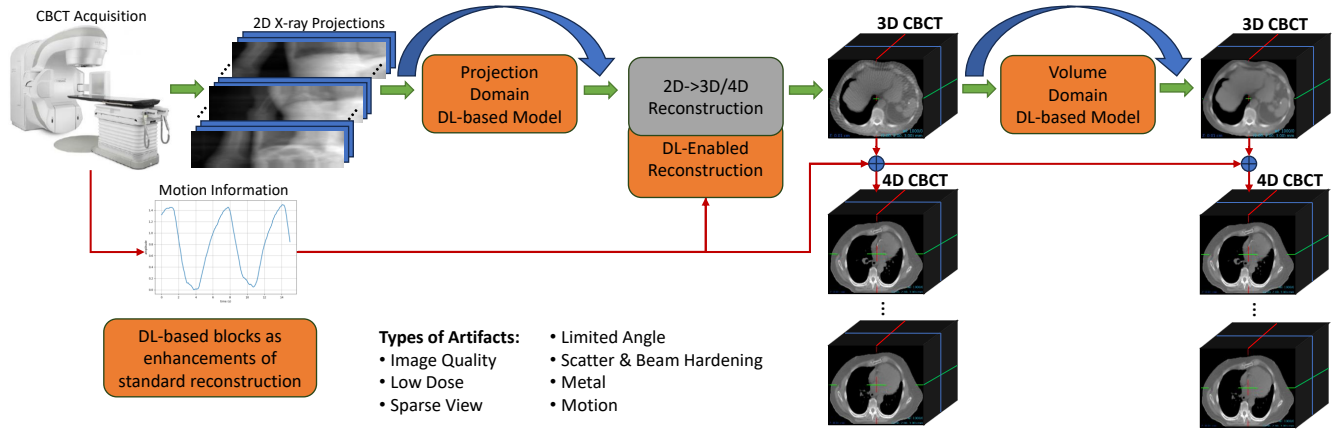 CBCT Acquisition
2D X-ray Projections
Projection
Domain
DL-based Model
2D->3D/4D
Reconstruction
DL-Enabled
Reconstruction
3D CBCT
Volume
Domain
DL-based Model
3D CBCT
4D CBCT
4D CBCT
Motion Information
DL-based blocks as
enhancements of
standard reconstruction
Types of Artifacts:
• Image Quality
• Low Dose
• Sparse View
• Limited Angle
• Scatter & Beam Hardening
• Metal
• Motion